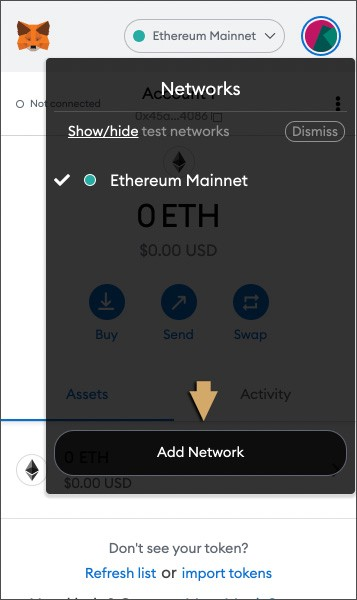 Ethereum Mainnet
Networks
Not connected
Account
0x45a...4086
Show/hide test networks
Dismiss
Ethereum Mainnet
0 ETH
$0.00 USD
Buy Send Swap
Assets Activity
Add Network
0 ETH
$0.00 USD
Don't see your token?
Refresh list or import tokens